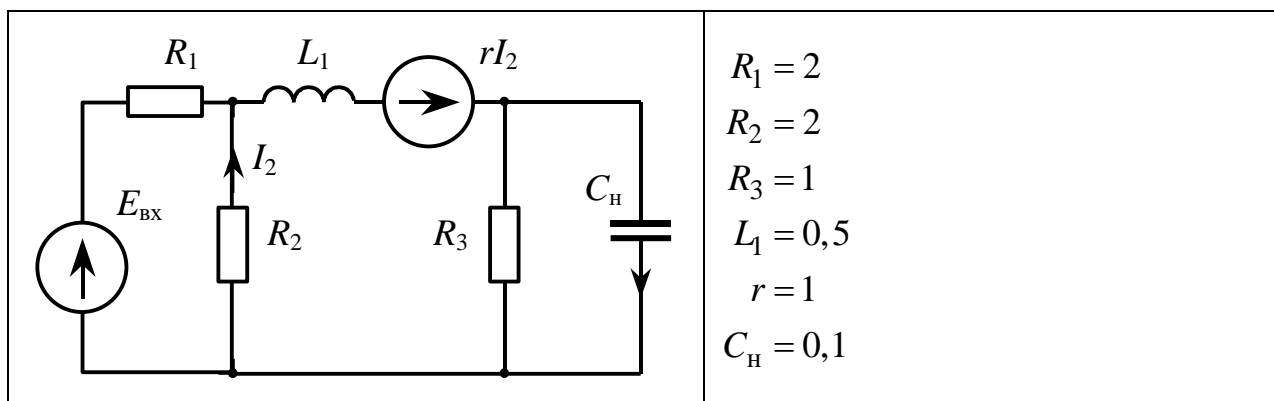 R₁ L₁ rI₂
I₂
Eвх R₂ R₃ Cн
R₁ = 2
R₂ = 2
R₃ = 1
L₁ = 0,5
r = 1
Cн = 0,1